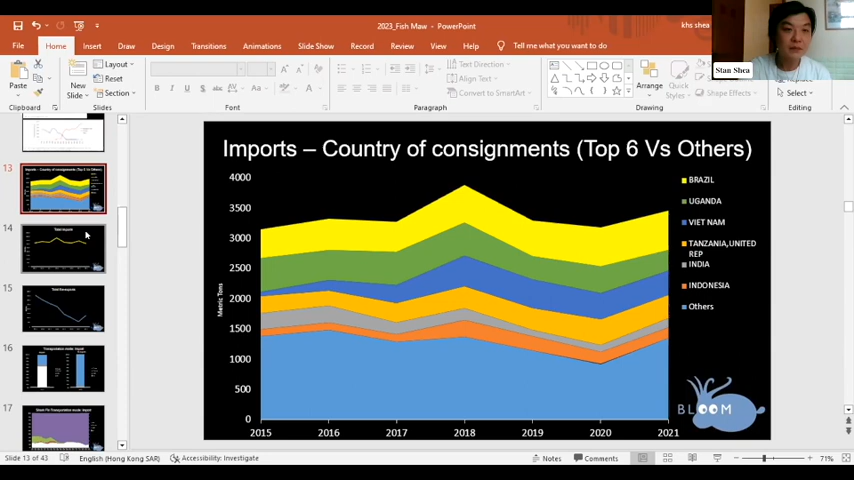 2023_Fish Maw - PowerPoint
khs shea
File Home Insert Draw Design Transitions Animations Slide Show Record Review View Help Tell me what you want to do
Paste
Clipboard
New
Slide
Layout
Reset
Section
Slides
Font
Text Direction
Align Text
Convert to SmartArt
Paragraph
Arrange
Quick
Styles
Shape Effects
Drawing
Select
Editing
Stan Shea
13
14
15
16
17
Imports – Country of consignments (Top 6 Vs Others)
Metric Tons
4000
3500
3000
2500
2000
1500
1000
500
0
2015 2016 2017 2018 2019 2020 2021
BRAZIL
UGANDA
VIET NAM
TANZANIA,UNITED
REP
INDIA
INDONESIA
Others
BLOOM
Slide 13 of 43
English (Hong Kong SAR)
Accessibility: Investigate
Notes
Comments
71%